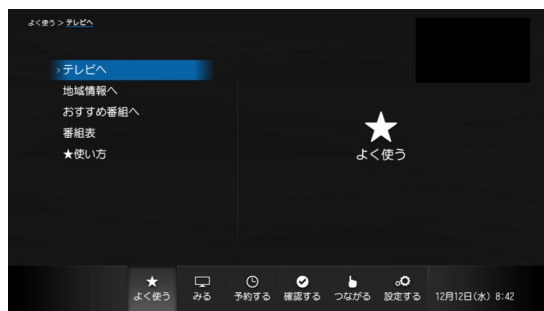 よく使う > テレビへ
›テレビへ
地域情報へ
おすすめ番組へ
番組表
★使い方
よく使う
よく使う みる 予約する 確認する つながる 設定する 12月12日(水) 8:42